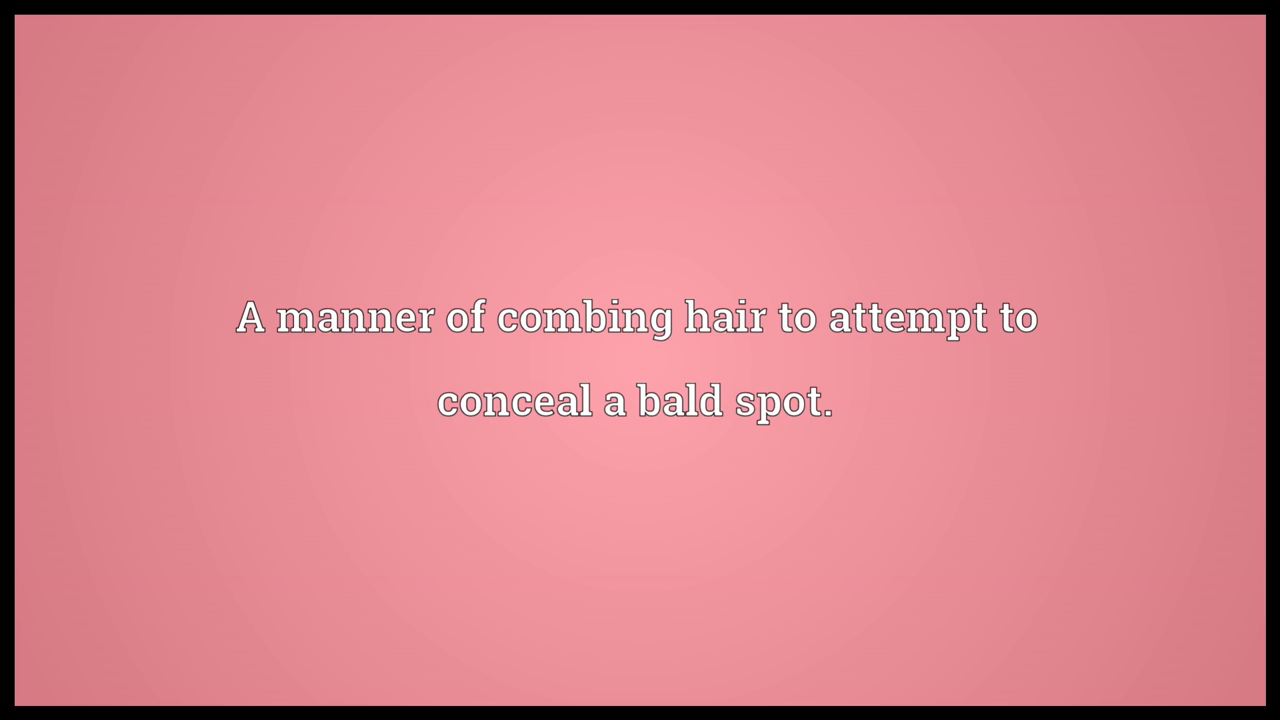 A manner of combing hair to attempt to
conceal a bald spot.